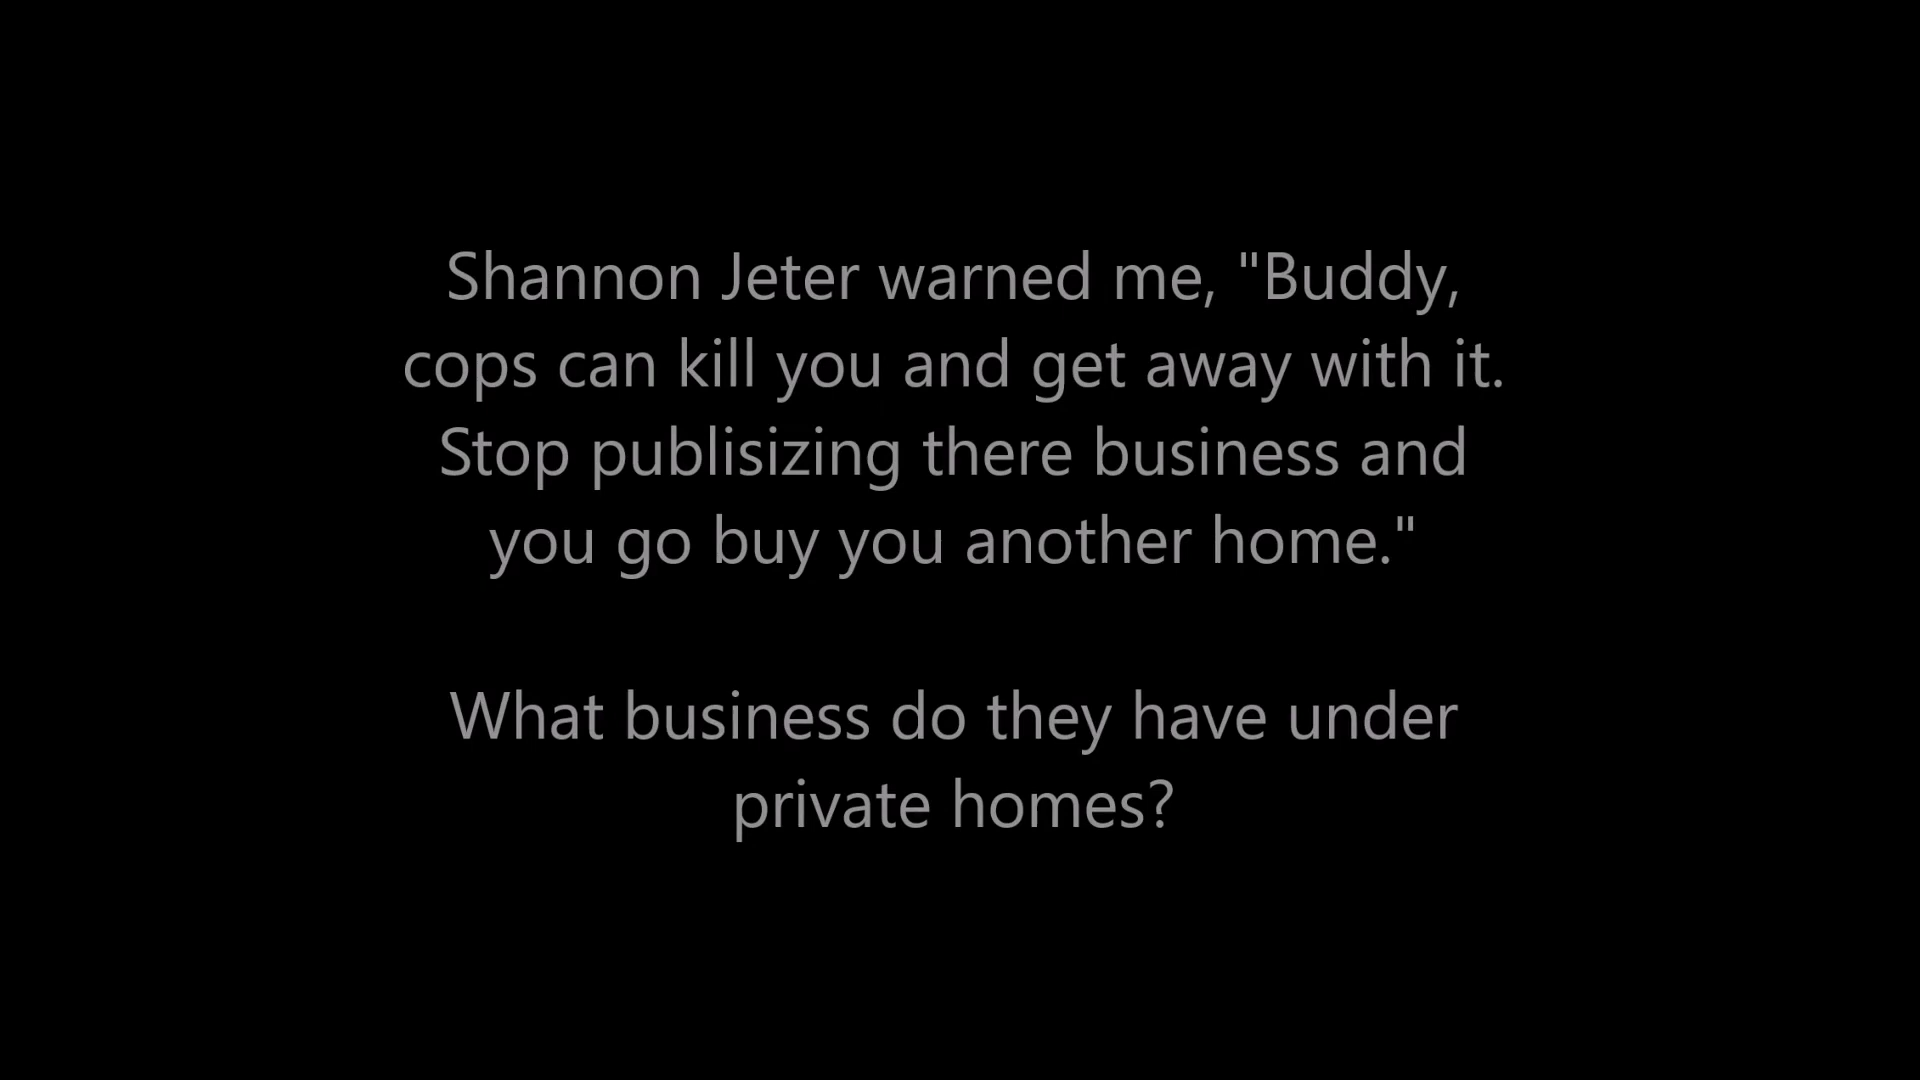 Shannon Jeter warned me, "Buddy,
cops can kill you and get away with it.
Stop publisizing there business and
you go buy you another home."
What business do they have under
private homes?